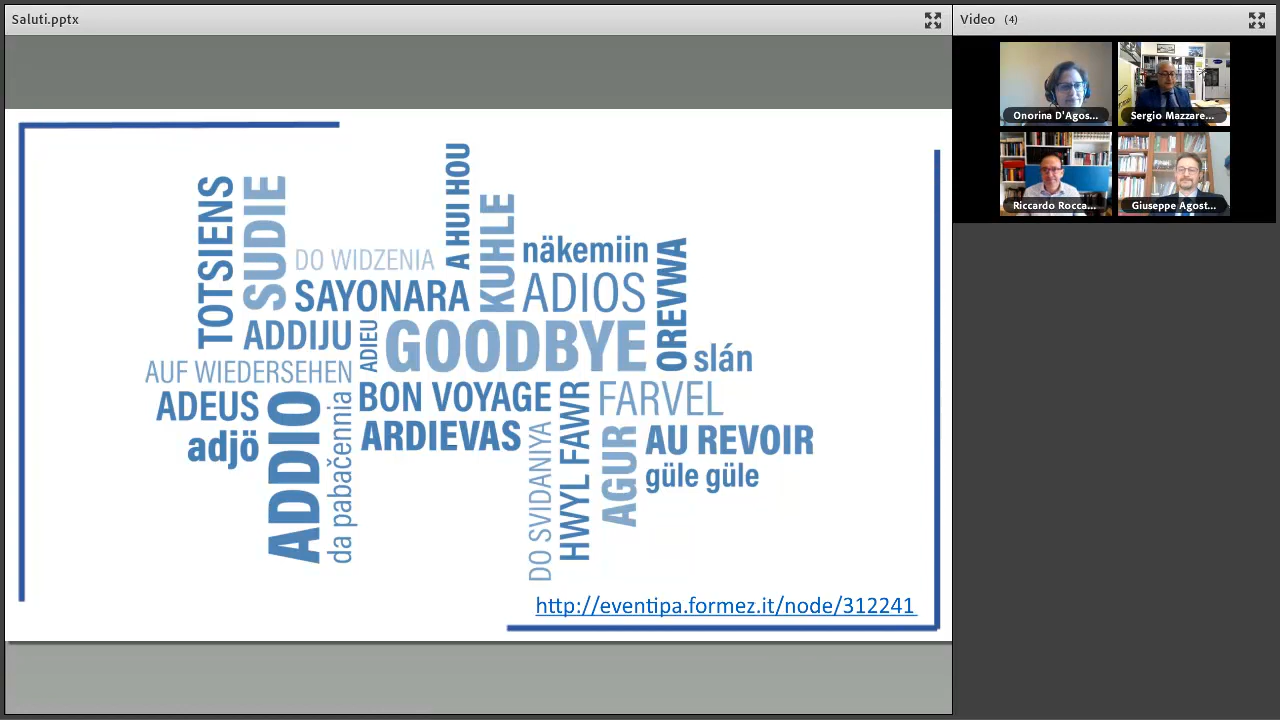 Saluti.pptx
Video (4)
Onorina D'Agos...
Sergio Mazzare...
Riccardo Rocca...
Giuseppe Agost...
TOTSIENS
SUDIE
DO WIDZENIA
A HUI HOU
KUHLE
näkemiin
SAYONARA
ADIOS
OREVWA
ADDIJU
ADIEU
GOODBYE
slán
AUF WIEDERSEHEN
ADEUS
BON VOYAGE
FARVEL
adjö
ADDIO
da pabačennia
ARDIEVAS
DO SVIDANIYA
HWYL FAWR
AGUR
AU REVOIR
güle güle
http://eventipa.formez.it/node/312241